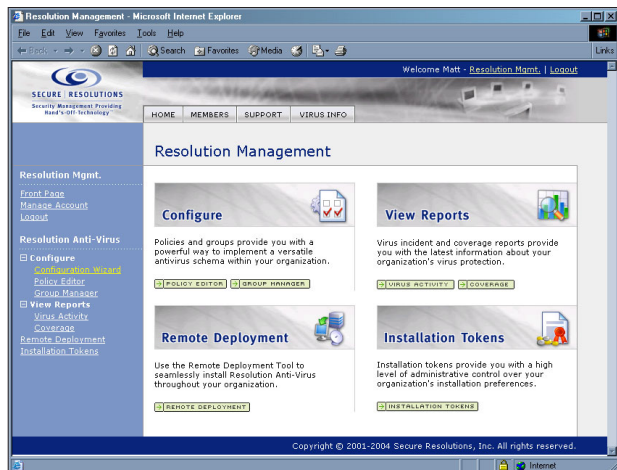 Resolution Management - Microsoft Internet Explorer
File Edit View Favorites Tools Help
Back Search Favorites Media Links
Welcome Matt - Resolution Mgmt. | Logout
SECURE RESOLUTIONS
Security Management Providing
Hand's-Off-Technology
HOME MEMBERS SUPPORT VIRUS INFO
Resolution Management
Resolution Mgmt.
Front Page
Manage Account
Logout
Resolution Anti-Virus
Configure
Configuration Wizard
Policy Editor
Group Manager
View Reports
Virus Activity
Coverage
Remote Deployment
Installation Tokens
Configure
Policies and groups provide you with a
powerful way to implement a versatile
antivirus schema within your organization.
POLICY EDITOR GROUP MANAGER
View Reports
Virus incident and coverage reports provide
you with the latest information about your
organization's virus protection.
VIRUS ACTIVITY COVERAGE
Remote Deployment
Use the Remote Deployment Tool to
seamlessly install Resolution Anti-Virus
throughout your organization.
REMOTE DEPLOYMENT
Installation Tokens
Installation tokens provide you with a high
level of administrative control over your
organization's installation preferences.
INSTALLATION TOKENS
Copyright © 2001-2004 Secure Resolutions, Inc. All rights reserved.
Internet